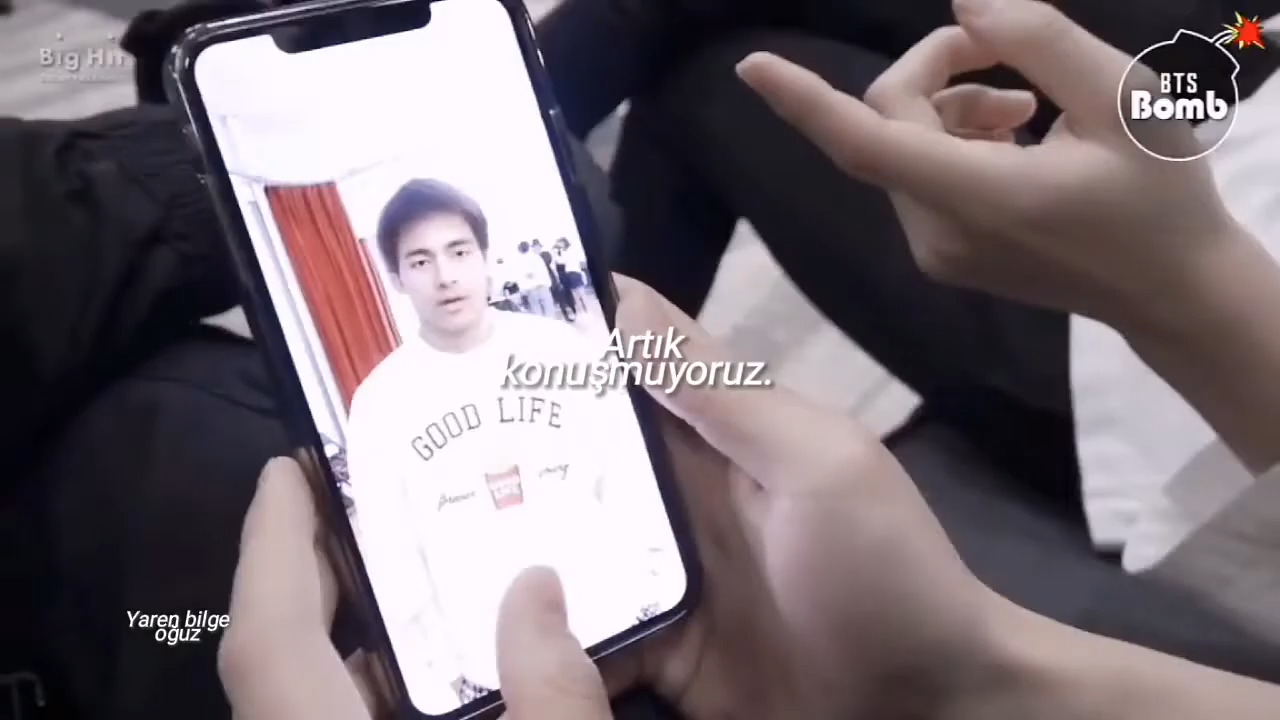 Big Hit
BTS
Bomb
Artık
konuşmuyoruz.
GOOD LIFE
Yaren bilge
oğuz